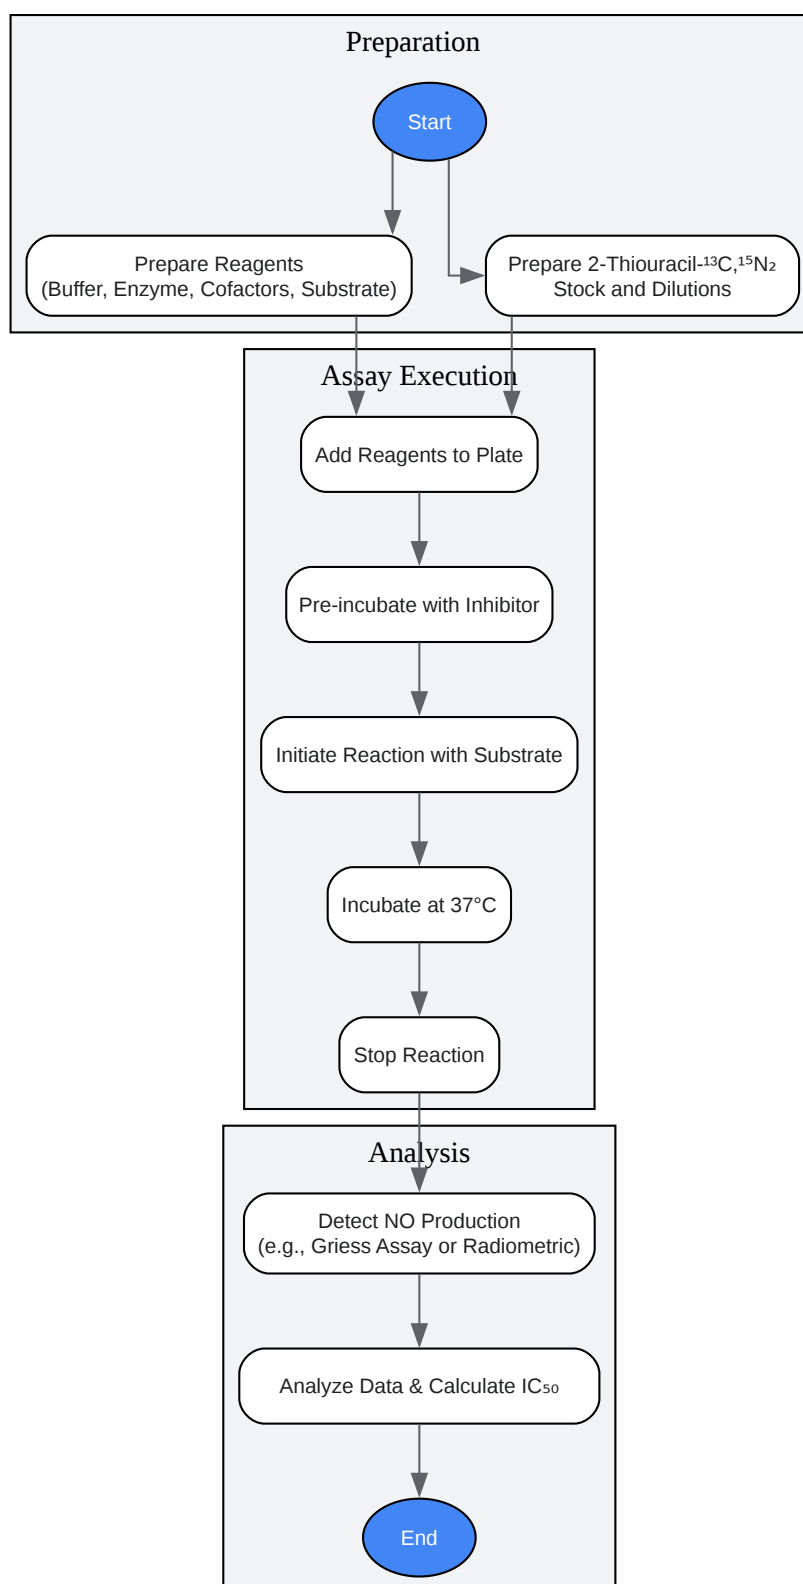 Preparation
Start
Prepare Reagents
(Buffer, Enzyme, Cofactors, Substrate)
Prepare 2-Thiouracil-¹³C,¹⁵N₂
Stock and Dilutions
Assay Execution
Add Reagents to Plate
Pre-incubate with Inhibitor
Initiate Reaction with Substrate
Incubate at 37°C
Stop Reaction
Analysis
Detect NO Production
(e.g., Griess Assay or Radiometric)
Analyze Data & Calculate IC₅₀
End